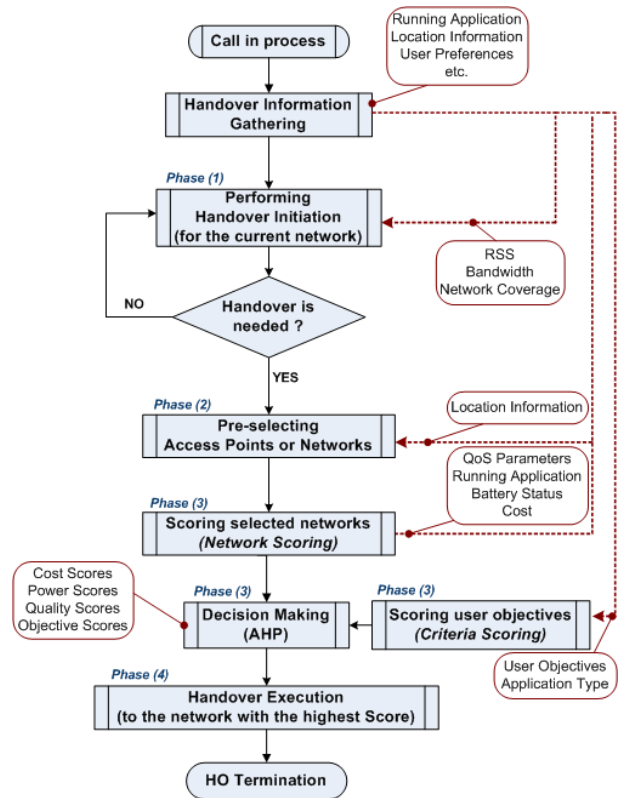 Call in process
Running Application
Location Information
User Preferences
etc.
Handover Information
Gathering
Phase (1)
Performing
Handover Initiation
(for the current network)
RSS
Bandwidth
Network Coverage
NO
Handover is
needed ?
YES
Phase (2)
Pre-selecting
Access Points or Networks
Location Information
QoS Parameters
Running Application
Battery Status
Cost
Phase (3)
Scoring selected networks
(Network Scoring)
Cost Scores
Power Scores
Quality Scores
Objective Scores
Phase (3)
Decision Making
(AHP)
Phase (3)
Scoring user objectives
(Criteria Scoring)
User Objectives
Application Type
Phase (4)
Handover Execution
(to the network with the highest Score)
HO Termination